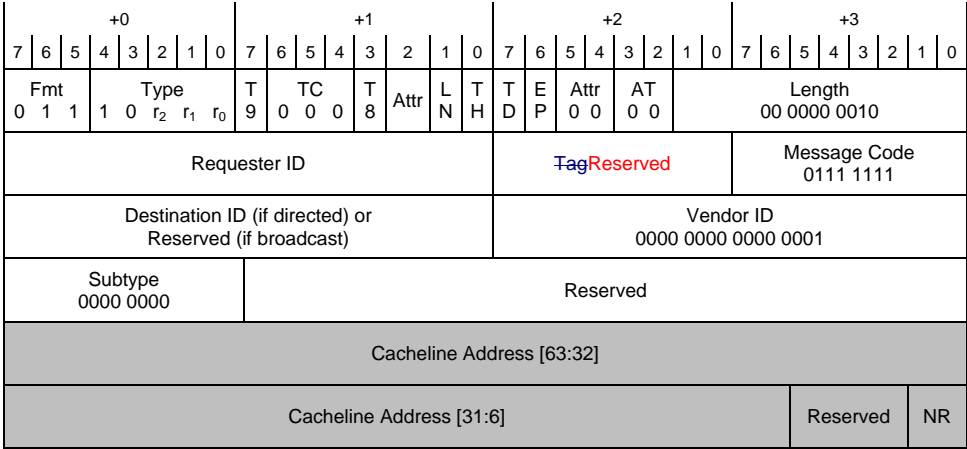 +0 +1 +2 +3
7 6 5 4 3 2 1 0 7 6 5 4 3 2 1 0 7 6 5 4 3 2 1 0 7 6 5 4 3 2 1 0
Fmt Type T TC T Attr L T T E Attr AT Length
0 1 1 1 0 r₂ r₁ r₀ 9 0 0 0 8 N H D P 0 0 0 0 00 0000 0010
Requester ID TagReserved Message Code
0111 1111
Destination ID (if directed) or Vendor ID
Reserved (if broadcast) 0000 0000 0000 0001
Subtype Reserved
0000 0000
Cacheline Address [63:32]
Cacheline Address [31:6] Reserved NR